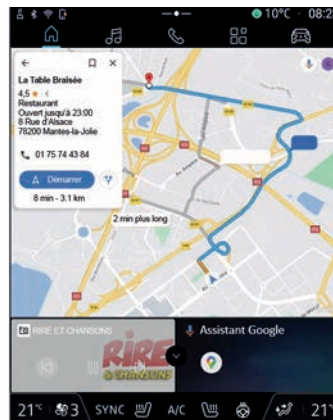 10°C
08:2
La Table Braisée
4,5 ★ · €
Restaurant
Ouvert jusqu'à 23:00
8 Rue d'Alsace
78200 Mantes-la-Jolie
01 75 74 43 84
Démarrer
8 min - 3.1 km
2 min plus long
RIRE ET CHANSONS
RIRE
& CHANSONS
Assistant Google
21° 3 SYNC A/C 21